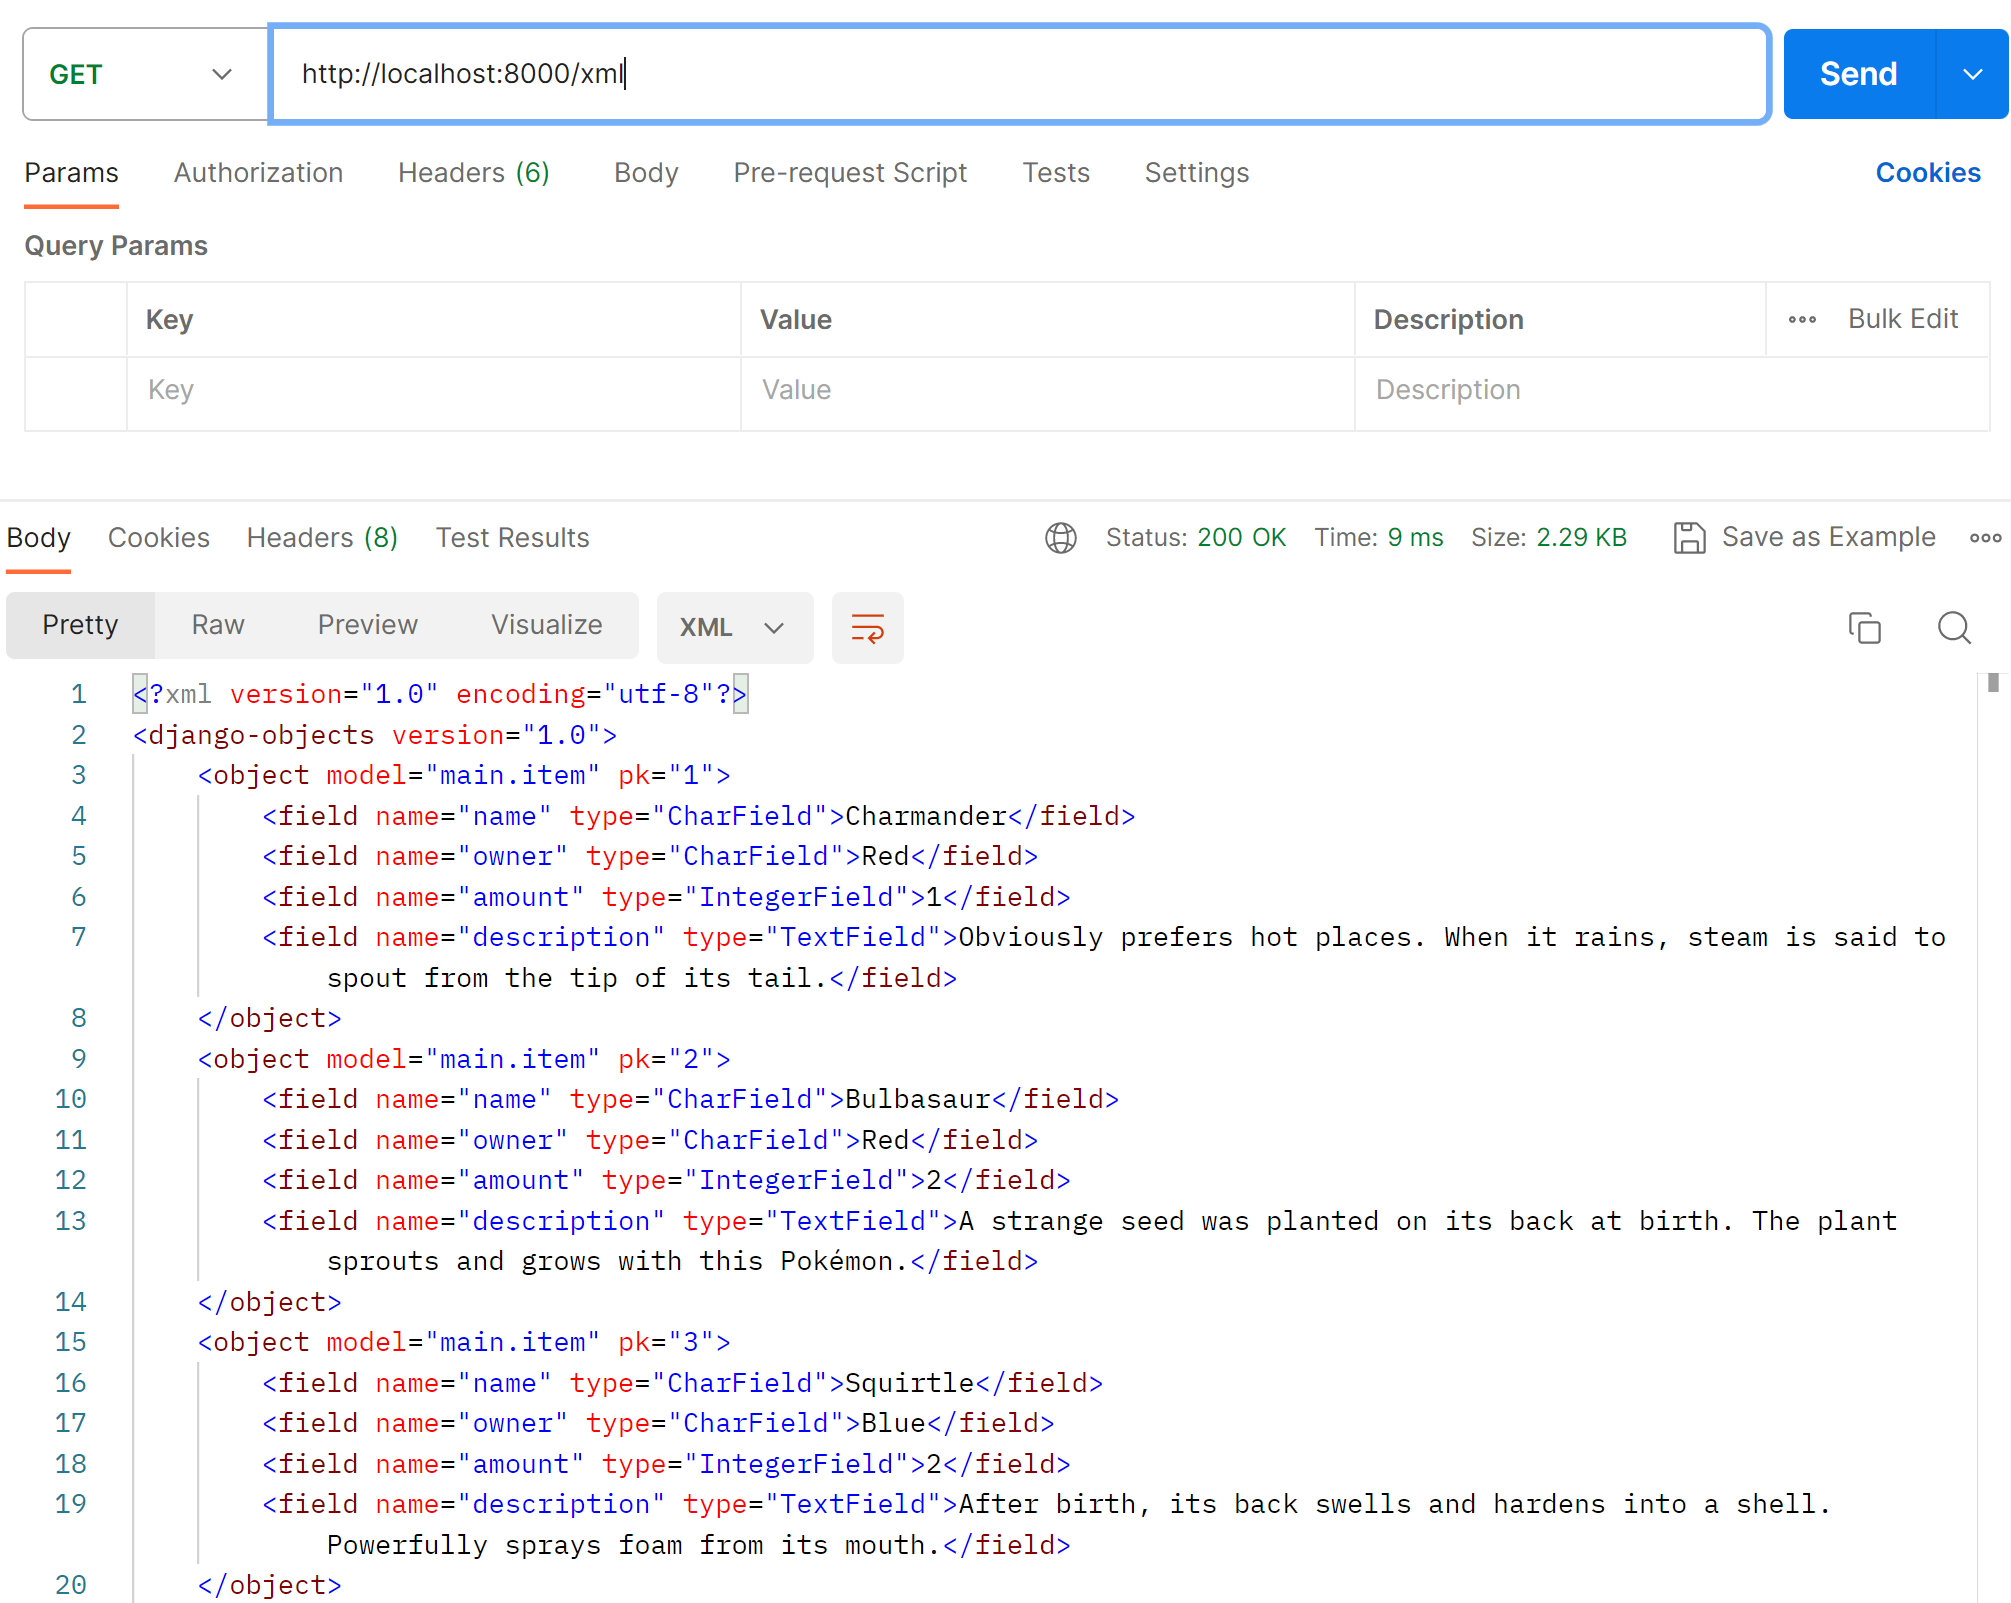 GET http://localhost:8000/xml Send
Params Authorization Headers (6) Body Pre-request Script Tests Settings Cookies
Query Params
Key Value Description Bulk Edit
Key Value Description
Body Cookies Headers (8) Test Results Status: 200 OK Time: 9 ms Size: 2.29 KB Save as Example
Pretty Raw Preview Visualize XML
1 <?xml version="1.0" encoding="utf-8"?>
2 <django-objects version="1.0">
3 <object model="main.item" pk="1">
4 <field name="name" type="CharField">Charmander</field>
5 <field name="owner" type="CharField">Red</field>
6 <field name="amount" type="IntegerField">1</field>
7 <field name="description" type="TextField">Obviously prefers hot places. When it rains, steam is said to
spout from the tip of its tail.</field>
8 </object>
9 <object model="main.item" pk="2">
10 <field name="name" type="CharField">Bulbasaur</field>
11 <field name="owner" type="CharField">Red</field>
12 <field name="amount" type="IntegerField">2</field>
13 <field name="description" type="TextField">A strange seed was planted on its back at birth. The plant
sprouts and grows with this Pokémon.</field>
14 </object>
15 <object model="main.item" pk="3">
16 <field name="name" type="CharField">Squirtle</field>
17 <field name="owner" type="CharField">Blue</field>
18 <field name="amount" type="IntegerField">2</field>
19 <field name="description" type="TextField">After birth, its back swells and hardens into a shell.
Powerfully sprays foam from its mouth.</field>
20 </object>